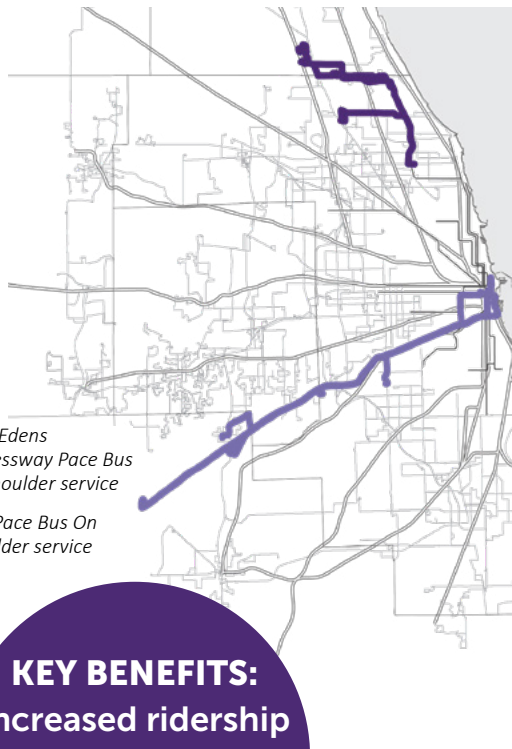 Edens
essway Pace Bus
oulder service
Pace Bus On
lder service
KEY BENEFITS:
ncreased ridership